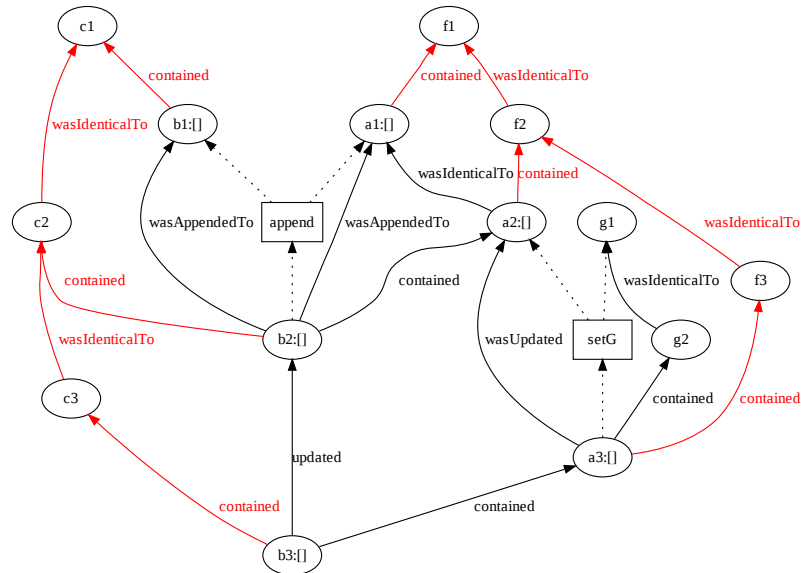 c1
f1
contained
contained
wasIdenticalTo
b1:[]
a1:[]
f2
wasIdenticalTo
wasIdenticalTo
contained
c2
wasAppendedTo
append
wasAppendedTo
a2:[]
g1
wasIdenticalTo
contained
contained
wasIdenticalTo
f3
wasIdenticalTo
b2:[]
wasUpdated
setG
g2
c3
contained
contained
updated
a3:[]
contained
contained
b3:[]